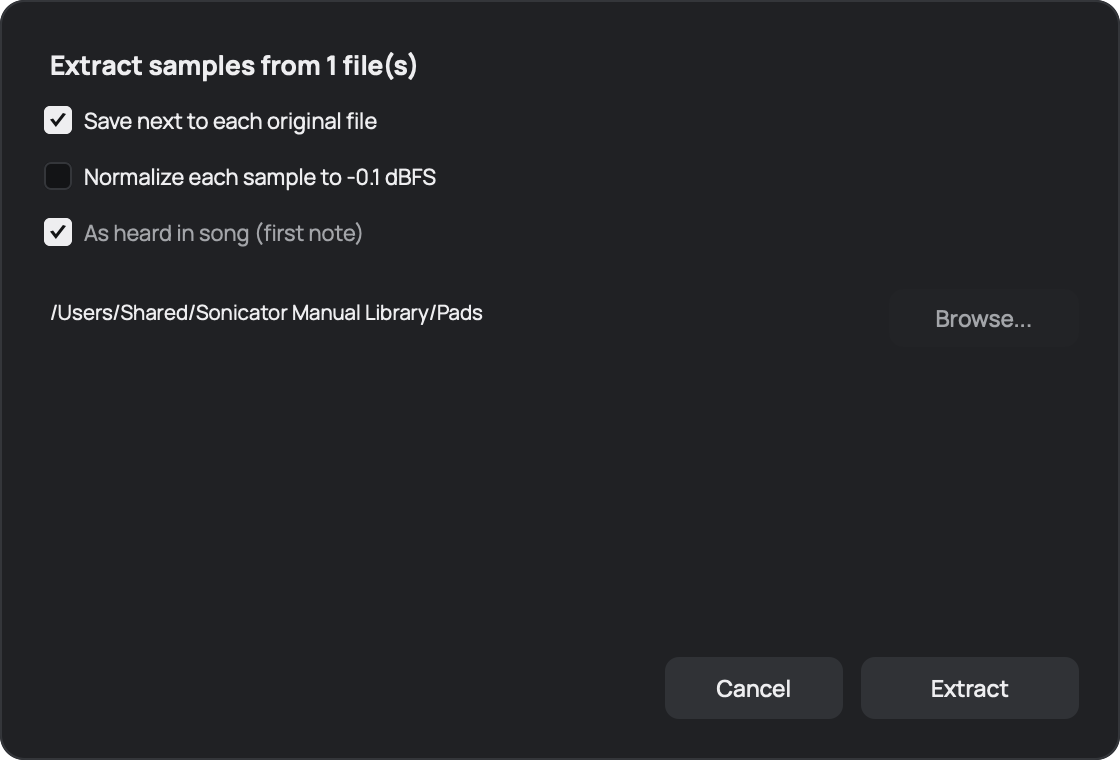 Extract samples from 1 file(s)
Save next to each original file
Normalize each sample to -0.1 dBFS
As heard in song (first note)
/Users/Shared/Sonicator Manual Library/Pads
Browse...
Cancel
Extract